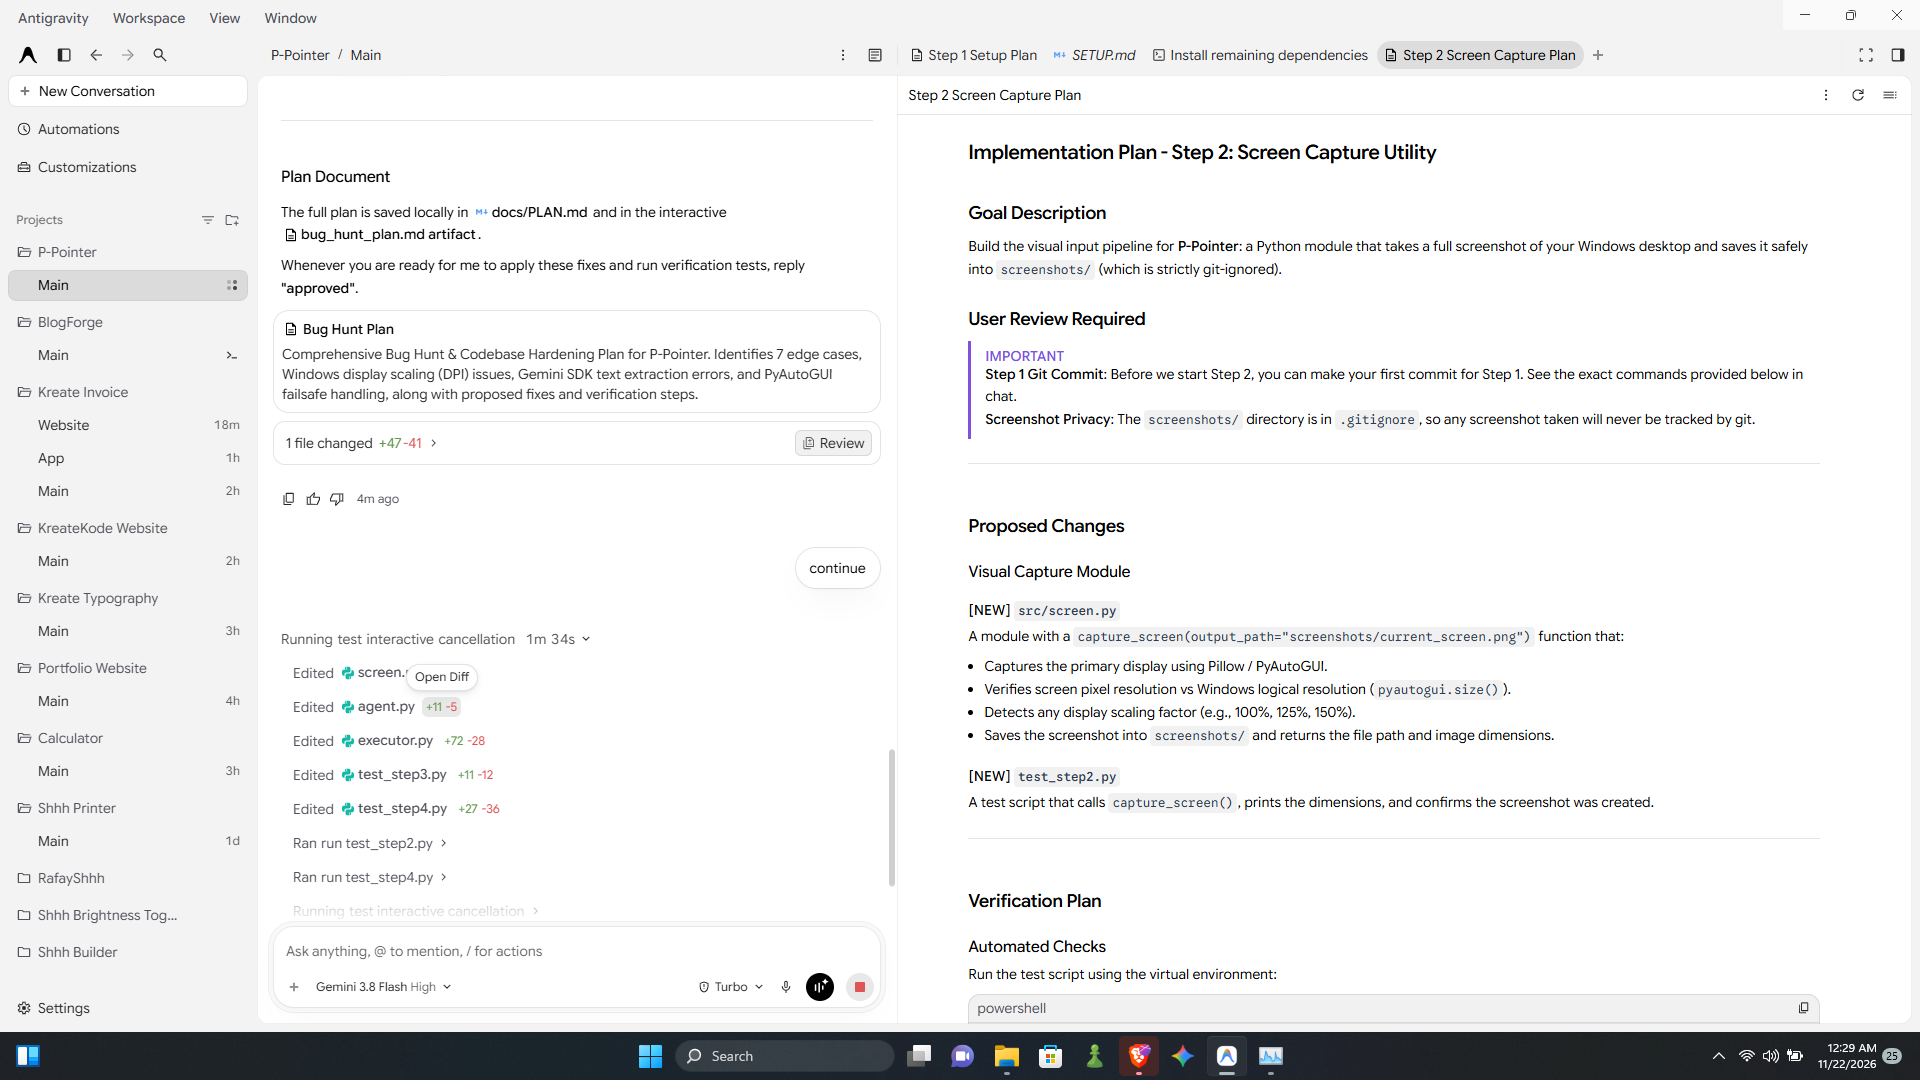 Antigravity Workspace View Window
P-Pointer / Main
Step 1 Setup Plan
SETUP.md
Install remaining dependencies
Step 2 Screen Capture Plan
New Conversation
Automations
Customizations
Projects
P-Pointer
Main
BlogForge
Main
Kreate Invoice
Website 18m
App 1h
Main 2h
KreateKode Website
Main 2h
Kreate Typography
Main 3h
Portfolio Website
Main 4h
Calculator
Main 3h
Shhh Printer
Main 1d
RafayShhh
Shhh Brightness Tog...
Shhh Builder
Settings
Plan Document
The full plan is saved locally in M+ docs/PLAN.md and in the interactive
bug_hunt_plan.md artifact.
Whenever you are ready for me to apply these fixes and run verification tests, reply
"approved".
Bug Hunt Plan
Comprehensive Bug Hunt & Codebase Hardening Plan for P-Pointer. Identifies 7 edge cases,
Windows display scaling (DPI) issues, Gemini SDK text extraction errors, and PyAutoGUI
failsafe handling, along with proposed fixes and verification steps.
1 file changed +47 -41
Review
4m ago
continue
Running test interactive cancellation 1m 34s
Edited screen.
Open Diff
Edited agent.py +11 -5
Edited executor.py +72 -28
Edited test_step3.py +11 -12
Edited test_step4.py +27 -36
Ran run test_step2.py
Ran run test_step4.py
Running test interactive cancellation
Ask anything, @ to mention, / for actions
Gemini 3.8 Flash High
Turbo
Step 2 Screen Capture Plan
Implementation Plan - Step 2: Screen Capture Utility
Goal Description
Build the visual input pipeline for P-Pointer: a Python module that takes a full screenshot of your Windows desktop and saves it safely
into screenshots/ (which is strictly git-ignored).
User Review Required
IMPORTANT
Step 1 Git Commit: Before we start Step 2, you can make your first commit for Step 1. See the exact commands provided below in
chat.
Screenshot Privacy: The screenshots/ directory is in .gitignore, so any screenshot taken will never be tracked by git.
Proposed Changes
Visual Capture Module
[NEW] src/screen.py
A module with a capture_screen(output_path="screenshots/current_screen.png") function that:
• Captures the primary display using Pillow / PyAutoGUI.
• Verifies screen pixel resolution vs Windows logical resolution (pyautogui.size()).
• Detects any display scaling factor (e.g., 100%, 125%, 150%).
• Saves the screenshot into screenshots/ and returns the file path and image dimensions.
[NEW] test_step2.py
A test script that calls capture_screen(), prints the dimensions, and confirms the screenshot was created.
Verification Plan
Automated Checks
Run the test script using the virtual environment:
powershell
Search
12:29 AM
11/22/2026
25